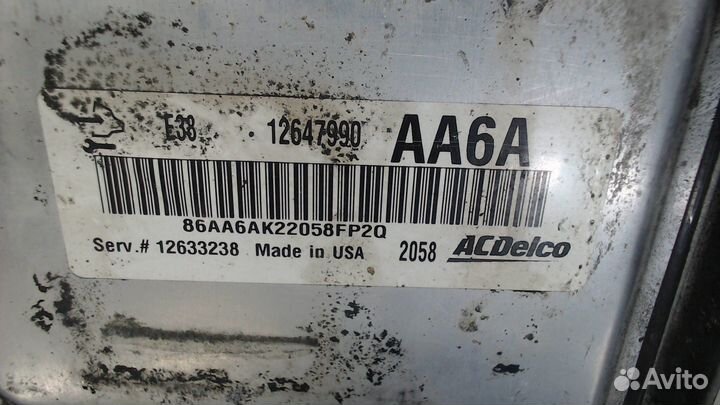 E38 12647990 AA6A
86AA6AK22058FP2Q
Serv.# 12633238 Made in USA 2058 ACDelco
Avito